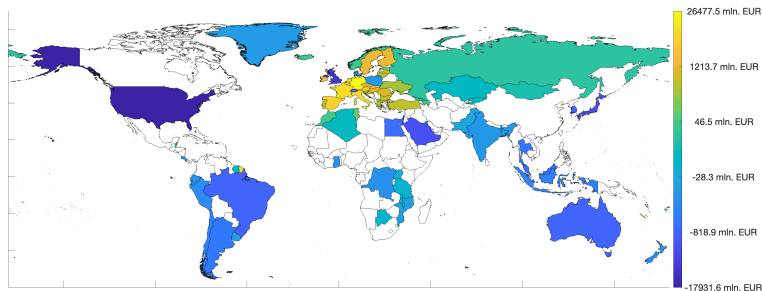 26477.5 mln. EUR
1213.7 mln. EUR
46.5 mln. EUR
-28.3 mln. EUR
-818.9 mln. EUR
-17931.6 mln. EUR